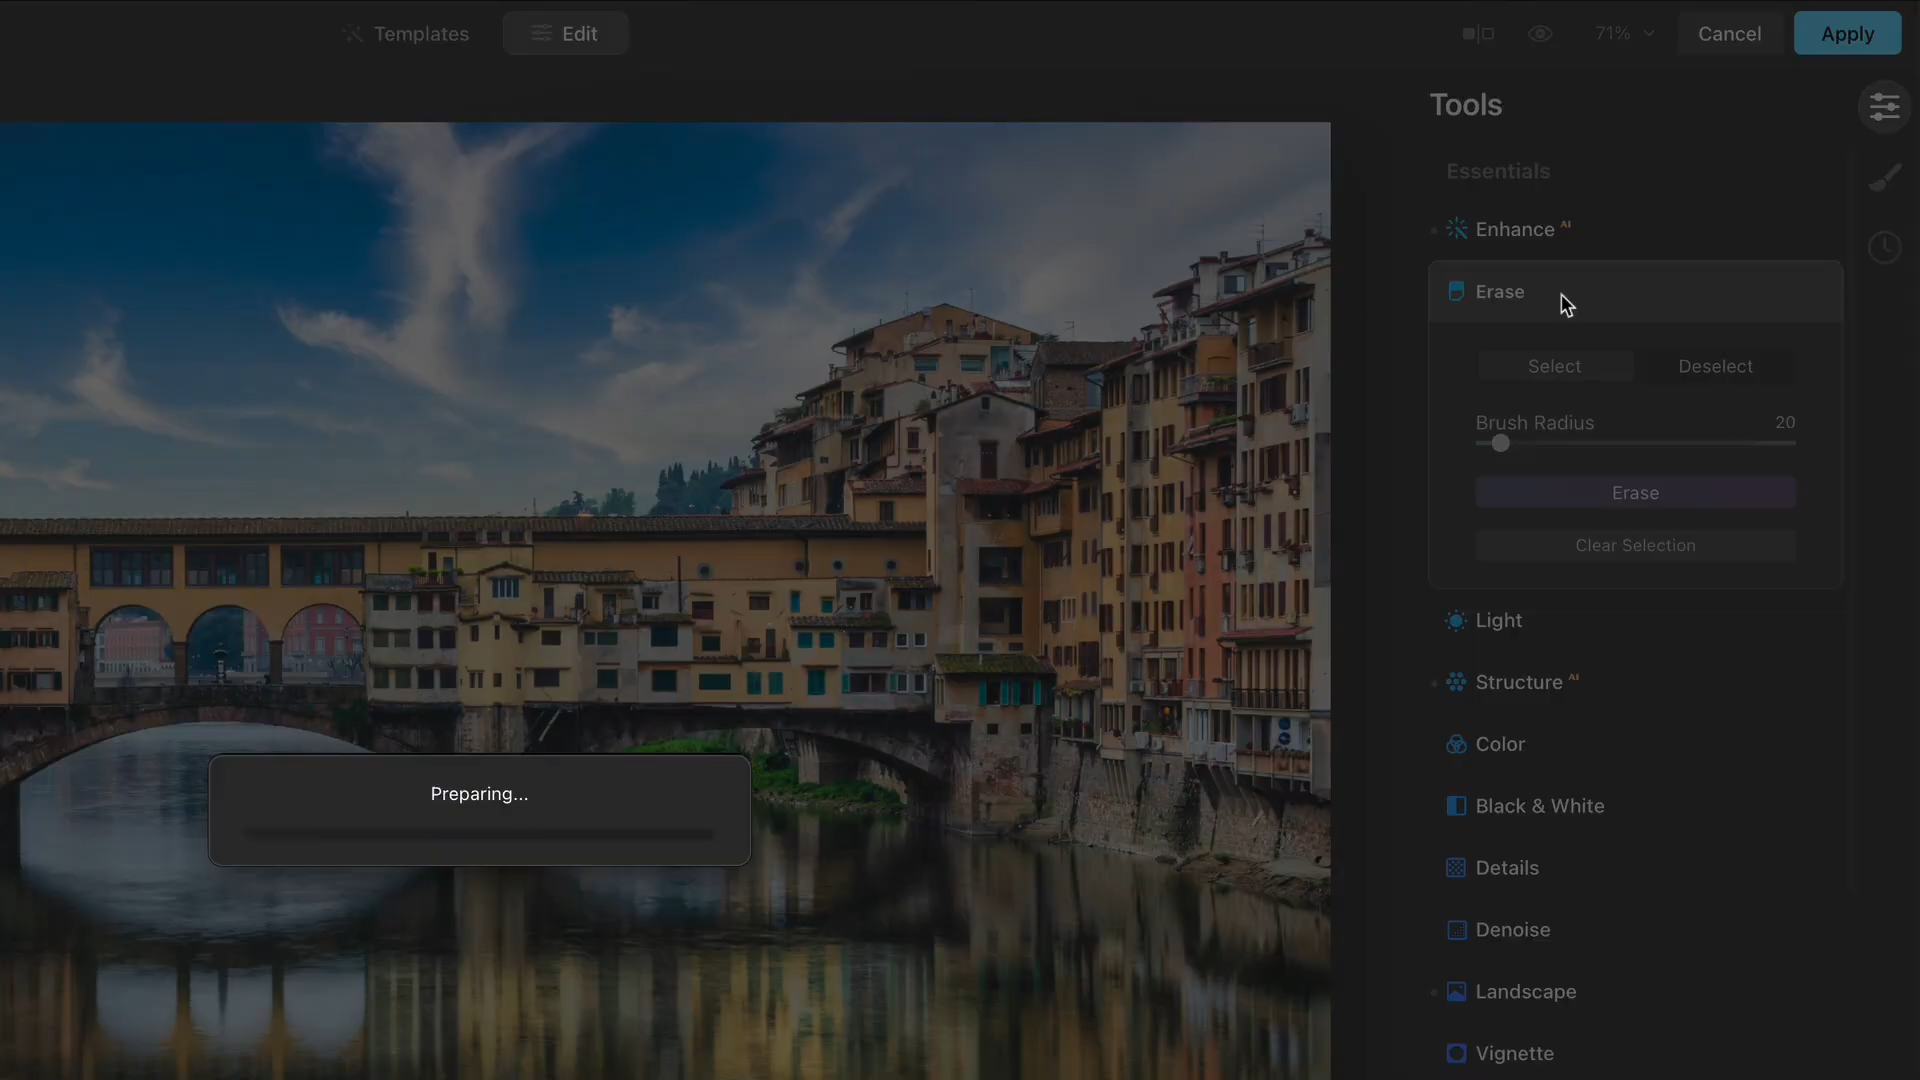 Templates
Edit
71%
Cancel
Apply
Tools
Essentials
Enhance AI
Erase
Select
Deselect
Brush Radius 20
Erase
Clear Selection
Light
Structure AI
Color
Black & White
Details
Denoise
Landscape
Vignette
Preparing...